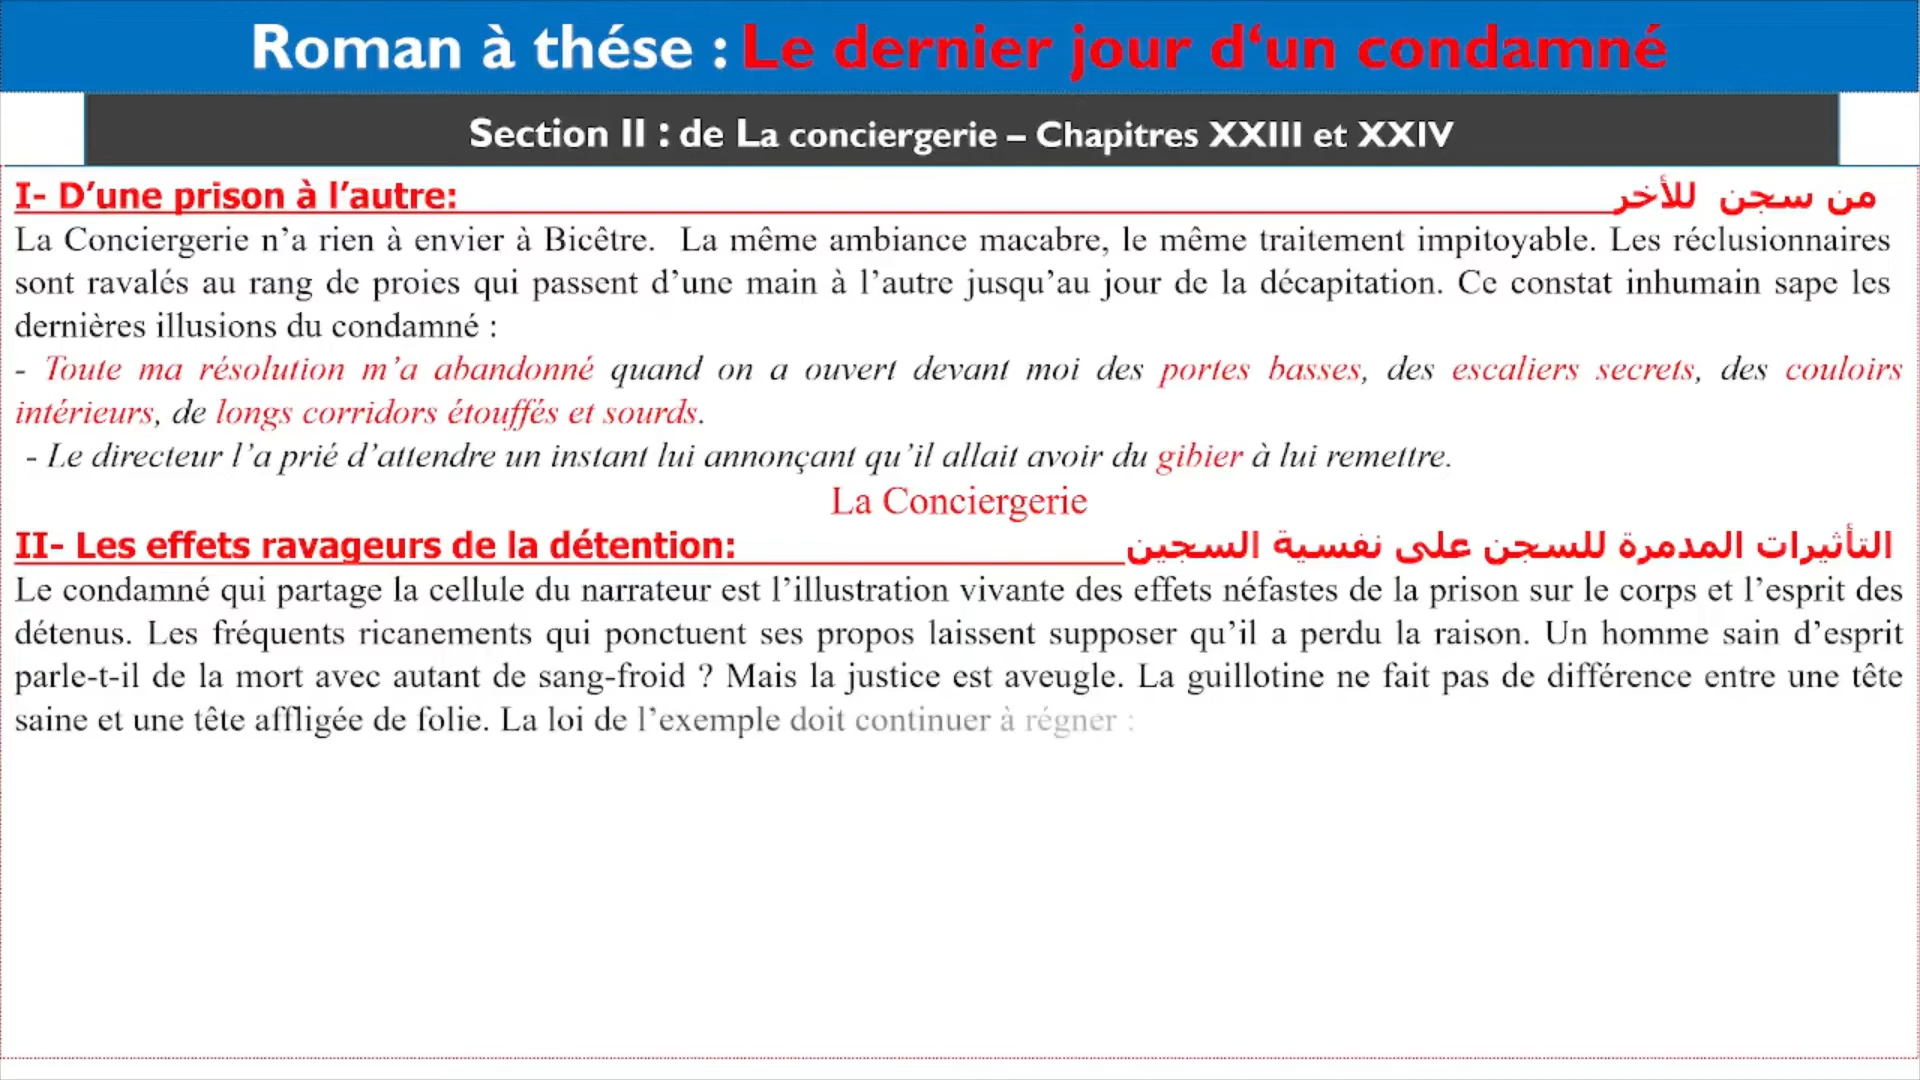 Roman à thése : Le dernier jour d‘un condamné
Section II : de La conciergerie – Chapitres XXIII et XXIV
I- D’une prison à l’autre: من سجن للأخر
La Conciergerie n’a rien à envier à Bicêtre. La même ambiance macabre, le même traitement impitoyable. Les réclusionnaires
sont ravalés au rang de proies qui passent d’une main à l’autre jusqu’au jour de la décapitation. Ce constat inhumain sape les
dernières illusions du condamné :
- Toute ma résolution m’a abandonné quand on a ouvert devant moi des portes basses, des escaliers secrets, des couloirs
intérieurs, de longs corridors étouffés et sourds.
- Le directeur l’a prié d’attendre un instant lui annonçant qu’il allait avoir du gibier à lui remettre.
La Conciergerie
II- Les effets ravageurs de la détention: التأثيرات المدمرة للسجن على نفسية السجين
Le condamné qui partage la cellule du narrateur est l’illustration vivante des effets néfastes de la prison sur le corps et l’esprit des
détenus. Les fréquents ricanements qui ponctuent ses propos laissent supposer qu’il a perdu la raison. Un homme sain d’esprit
parle-t-il de la mort avec autant de sang-froid ? Mais la justice est aveugle. La guillotine ne fait pas de différence entre une tête
saine et une tête affligée de folie. La loi de l’exemple doit continuer à régner :